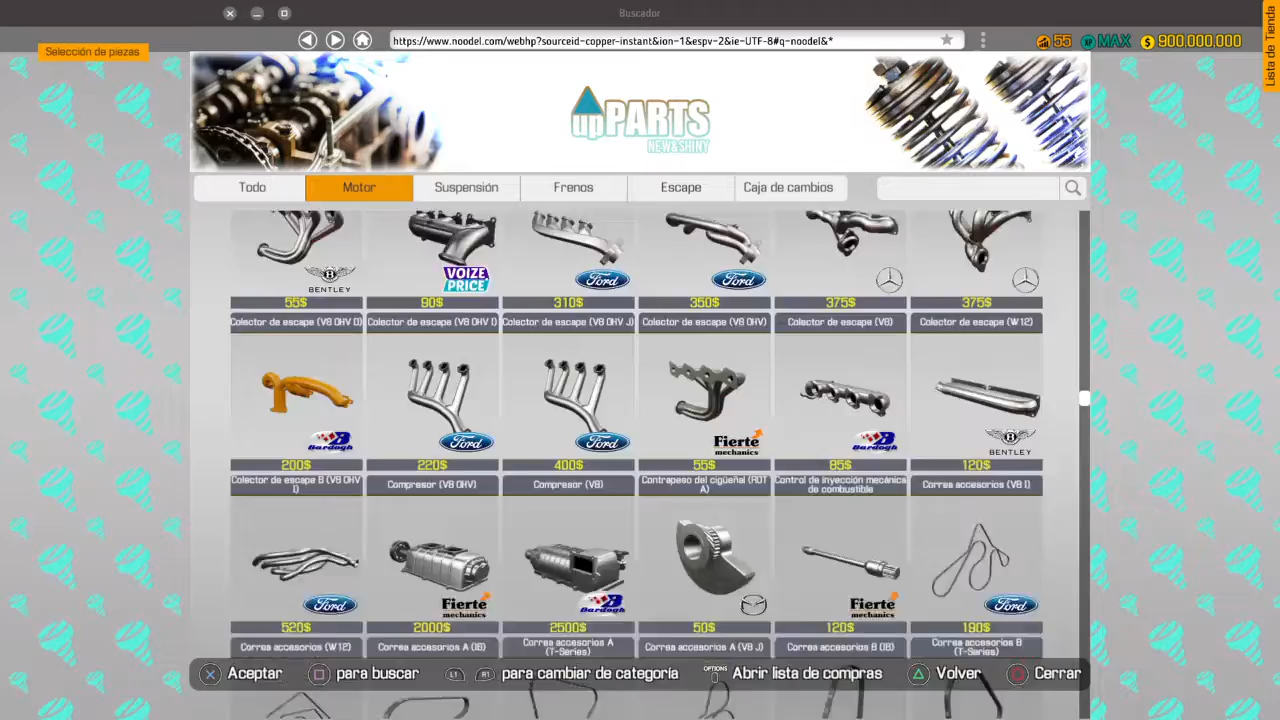 Buscador
Selección de piezas
https://www.noodel.com/webhp?sourceid-copper-instant&ion-1&espv-2&ie-UTF-8#q-noodel&*
55
XP MAX
$ 900.000.000
Lista de Tienda
upPARTS
NEW&SHINY
Todo
Motor
Suspensión
Frenos
Escape
Caja de cambios
BENTLEY
VOIZE PRICE
Ford
Ford
55$
90$
310$
350$
375$
375$
Colector de escape (V8 OHV D)
Colector de escape (V8 OHV I)
Colector de escape (V8 OHV J)
Colector de escape (V8 OHV)
Colector de escape (V8)
Colector de escape (W12)
Bardogh
Ford
Ford
Fierte mechanics
Bardogh
BENTLEY
200$
220$
400$
55$
85$
120$
Colector de escape B (V8 OHV I)
Compresor (V8 OHV)
Compresor (V8)
Contrapeso del cigüeñal (ROT A)
Control de inyección mecánica de combustible
Correa accesorios (V8 I)
Ford
Fierte mechanics
Bardogh
Fierte mechanics
Ford
520$
2000$
2500$
50$
120$
190$
Correa accesorios (W12)
Correa accesorios A (I6)
Correa accesorios A (T-Series)
Correa accesorios A (V8 J)
Correa accesorios B (I6)
Correa accesorios B (T-Series)
Aceptar
para buscar
L1
R1
para cambiar de categoría
OPTIONS
Abrir lista de compras
Volver
Cerrar